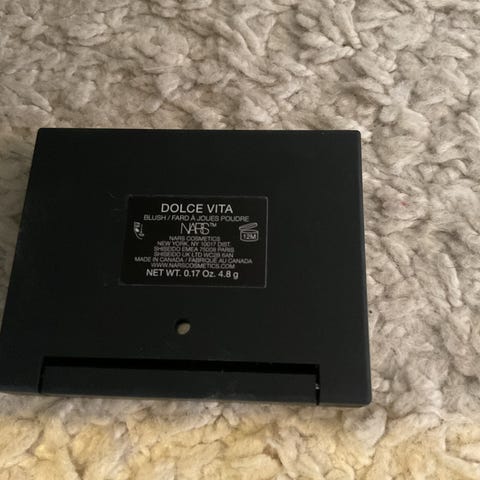 DOLCE VITA
BLUSH / FARD À JOUES POUDRE
NARS™
12M
NARS COSMETICS
NEW YORK, NY 10017 DIST.
SHISEIDO EMEA 75008 PARIS
SHISEIDO UK LTD WC2B 6AN
MADE IN CANADA / FABRIQUÉ AU CANADA
WWW.NARSCOSMETICS.COM
NET WT. 0.17 Oz. 4.8 g